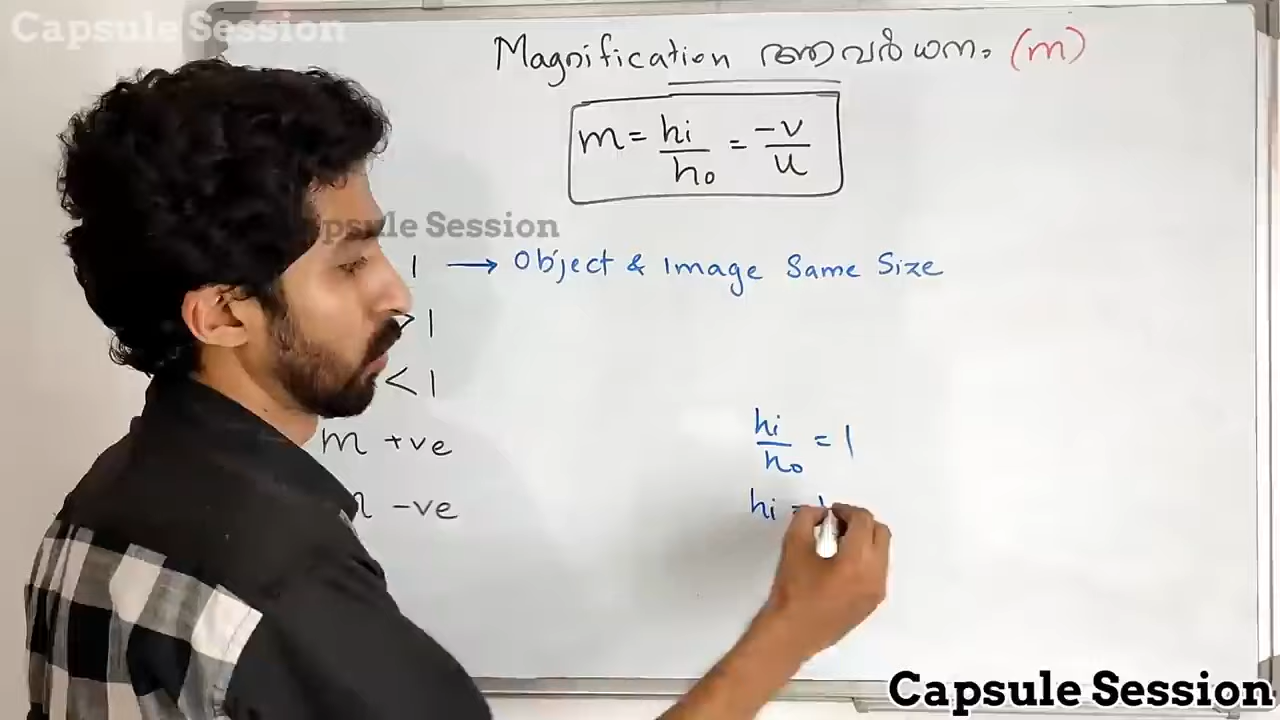 Capsule Session
Magnification ആവർധനം (m)
m = hi/ho = -v/u
Capsule Session
1 → Object & Image Same Size
>1
<1
m +ve
m -ve
hi/ho = 1
hi =
Capsule Session